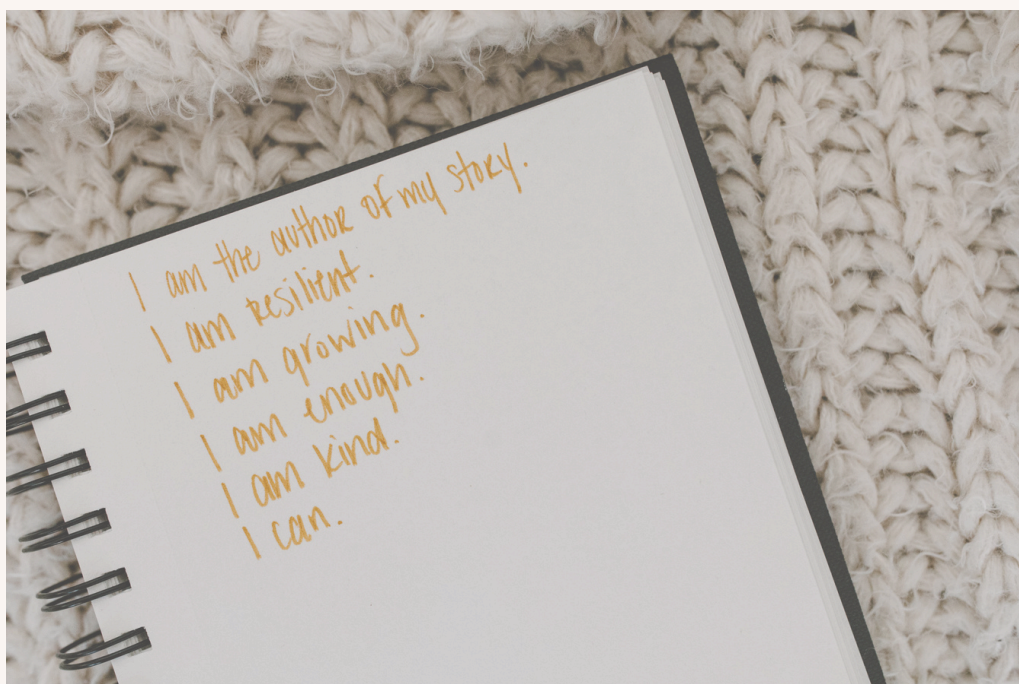 I am the author of my story.
I am resilient.
I am growing.
I am enough.
I am kind.
I can.